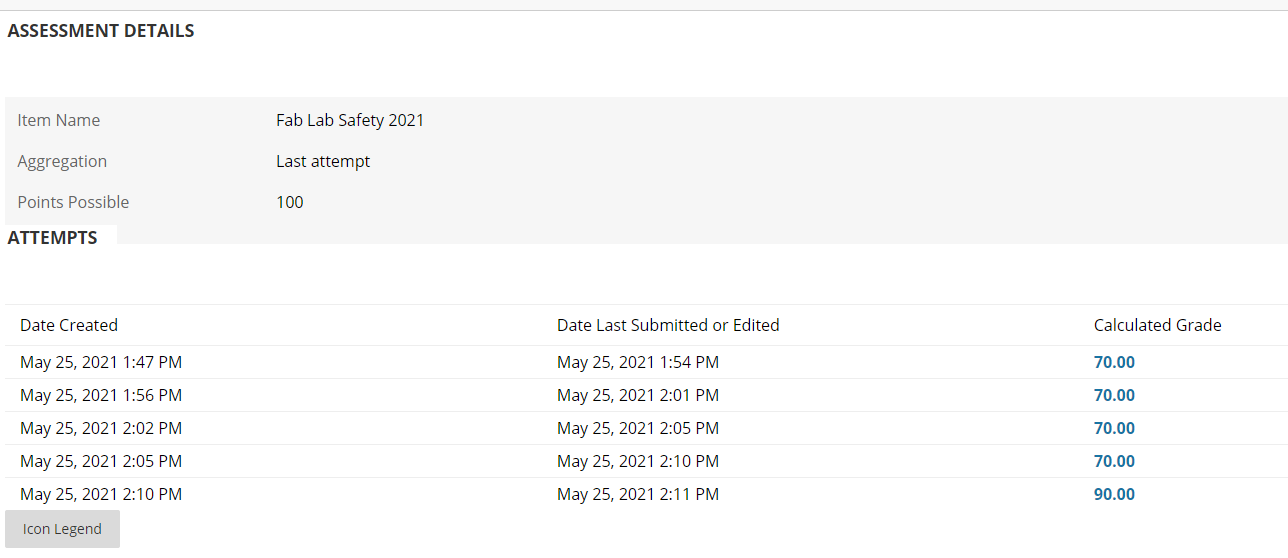 ASSESSMENT DETAILS
Item Name Fab Lab Safety 2021
Aggregation Last attempt
Points Possible 100
ATTEMPTS
Date Created Date Last Submitted or Edited Calculated Grade
May 25, 2021 1:47 PM May 25, 2021 1:54 PM 70.00
May 25, 2021 1:56 PM May 25, 2021 2:01 PM 70.00
May 25, 2021 2:02 PM May 25, 2021 2:05 PM 70.00
May 25, 2021 2:05 PM May 25, 2021 2:10 PM 70.00
May 25, 2021 2:10 PM May 25, 2021 2:11 PM 90.00
Icon Legend